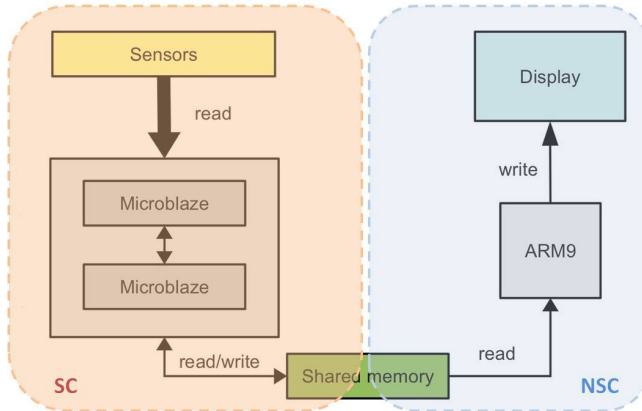 Sensors
Display
read
write
Microblaze
Microblaze
ARM9
read/write
Shared memory
read
SC
NSC